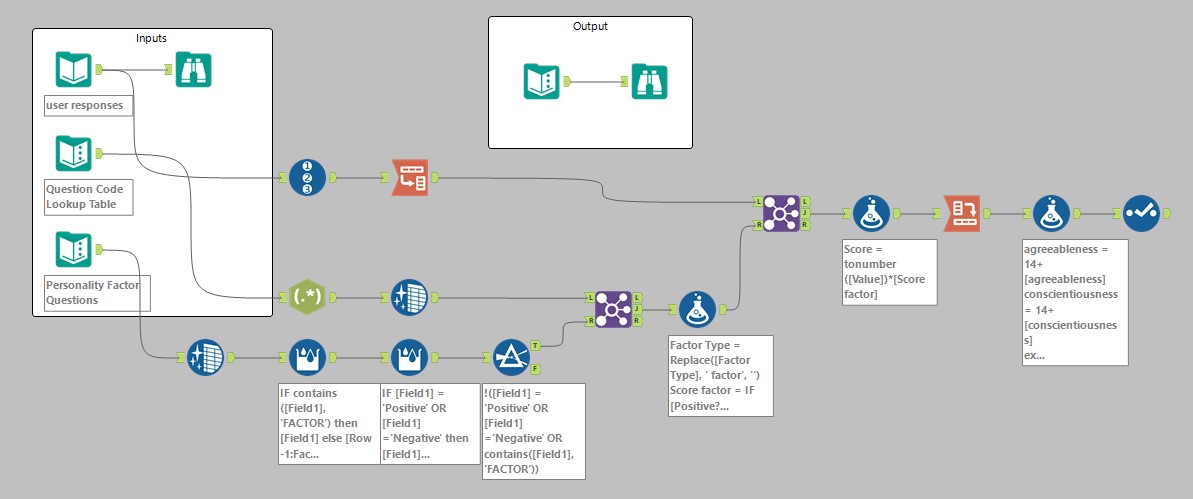 Inputs
Output
user responses
Question Code
Lookup Table
Personality Factor
Questions
1
2
3
(.*)
L
R
L
J
R
L
R
L
J
R
T
F
IF contains
([Field1],
'FACTOR') then
[Field1] else [Row
-1:Fac...
IF [Field1] =
'Positive' OR
[Field1]
='Negative' then
[Field1]...
!([Field1] =
'Positive' OR
[Field1]
='Negative' OR
contains([Field1],
'FACTOR'))
Factor Type =
Replace([Factor
Type], ' factor', '')
Score factor = IF
[Positive?...
Score =
tonumber
([Value])*[Score
factor]
agreeableness =
14+
[agreeableness]
conscientiousness
= 14+
[conscientiousnes
s]
ex...